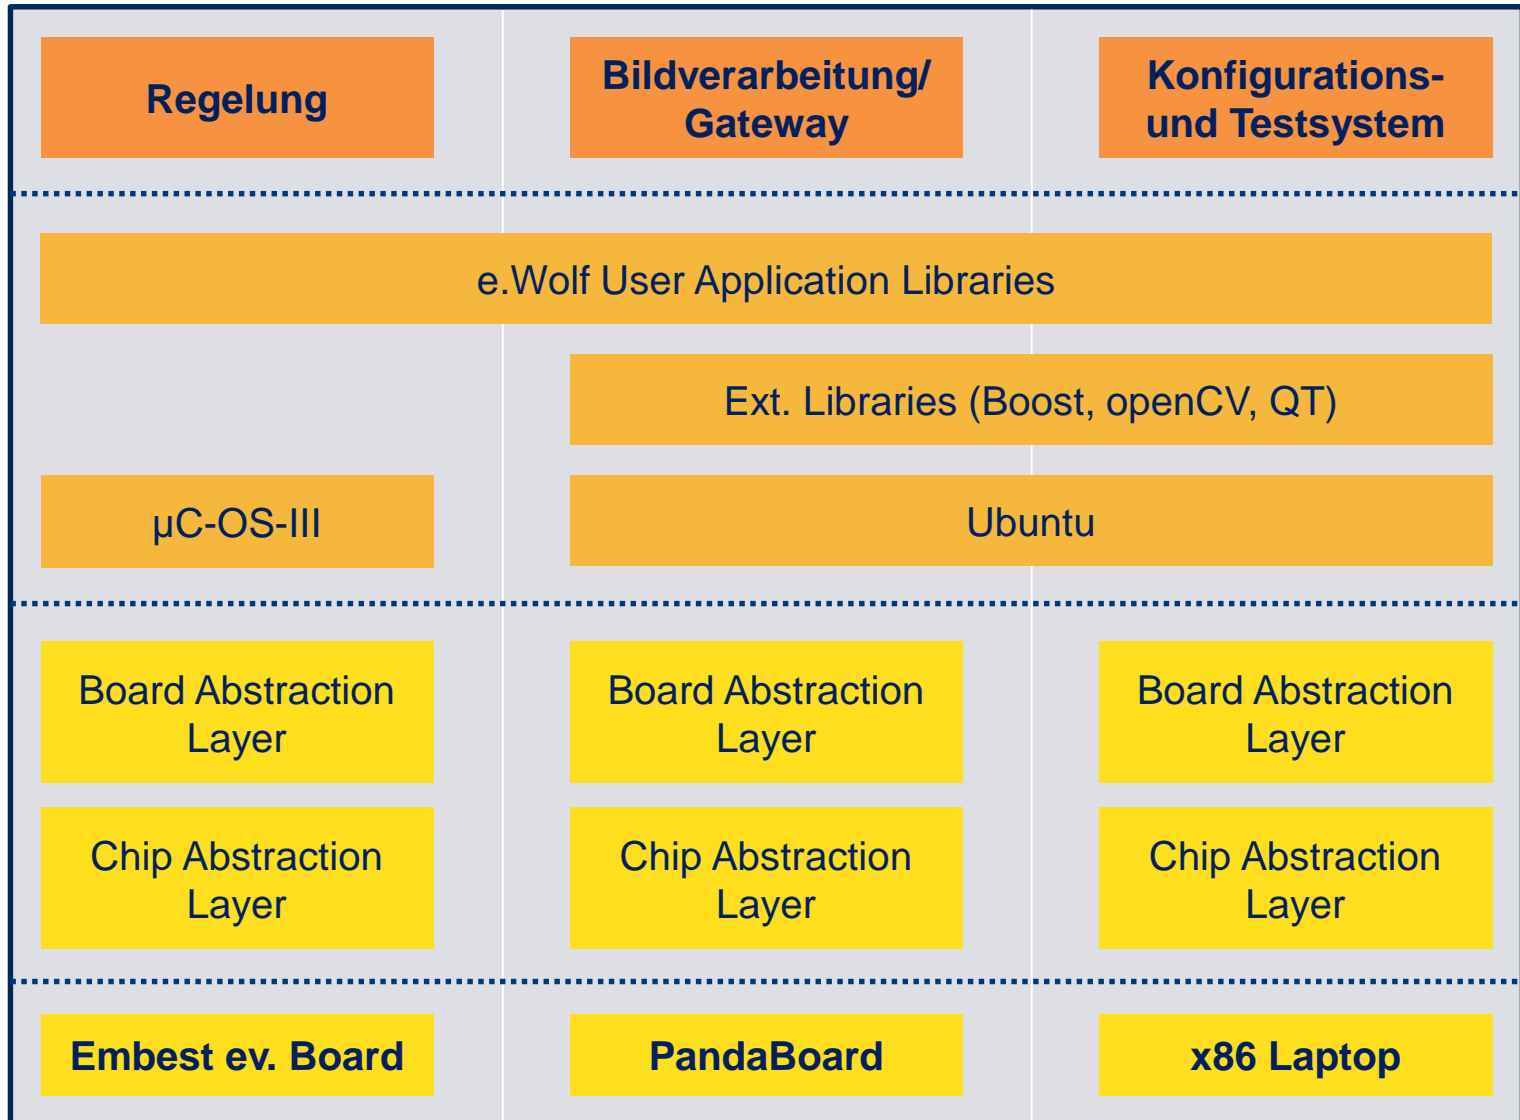 Regelung
Bildverarbeitung/
Gateway
Konfigurations-
und Testsystem
e.Wolf User Application Libraries
Ext. Libraries (Boost, openCV, QT)
µC-OS-III
Ubuntu
Board Abstraction
Layer
Board Abstraction
Layer
Board Abstraction
Layer
Chip Abstraction
Layer
Chip Abstraction
Layer
Chip Abstraction
Layer
Embest ev. Board
PandaBoard
x86 Laptop